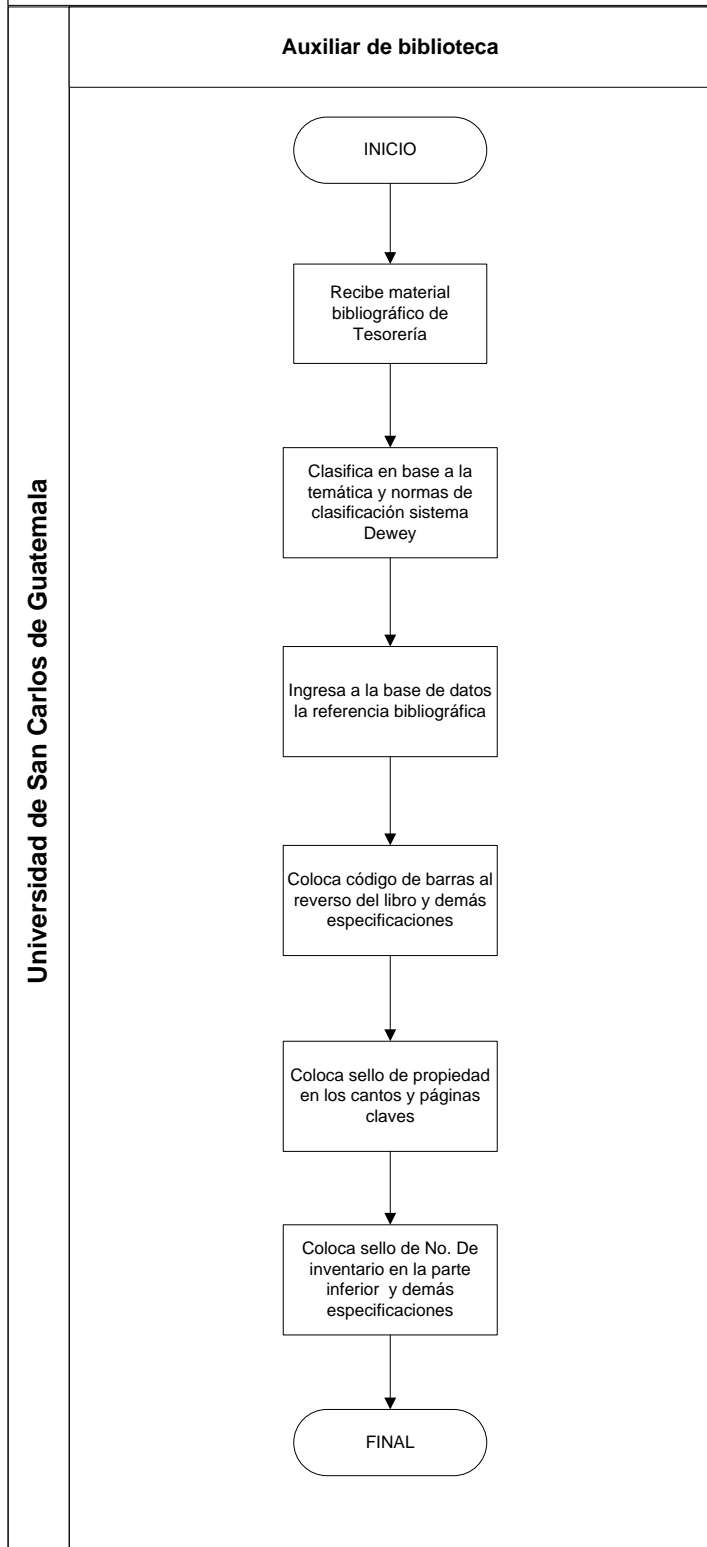 Auxiliar de biblioteca
Universidad de San Carlos de Guatemala
INICIO
Recibe material
bibliográfico de
Tesorería
Clasifica en base a la
temática y normas de
clasificación sistema
Dewey
Ingresa a la base de datos
la referencia bibliográfica
Coloca código de barras al
reverso del libro y demás
especificaciones
Coloca sello de propiedad
en los cantos y páginas
claves
Coloca sello de No. De
inventario en la parte
inferior y demás
especificaciones
FINAL